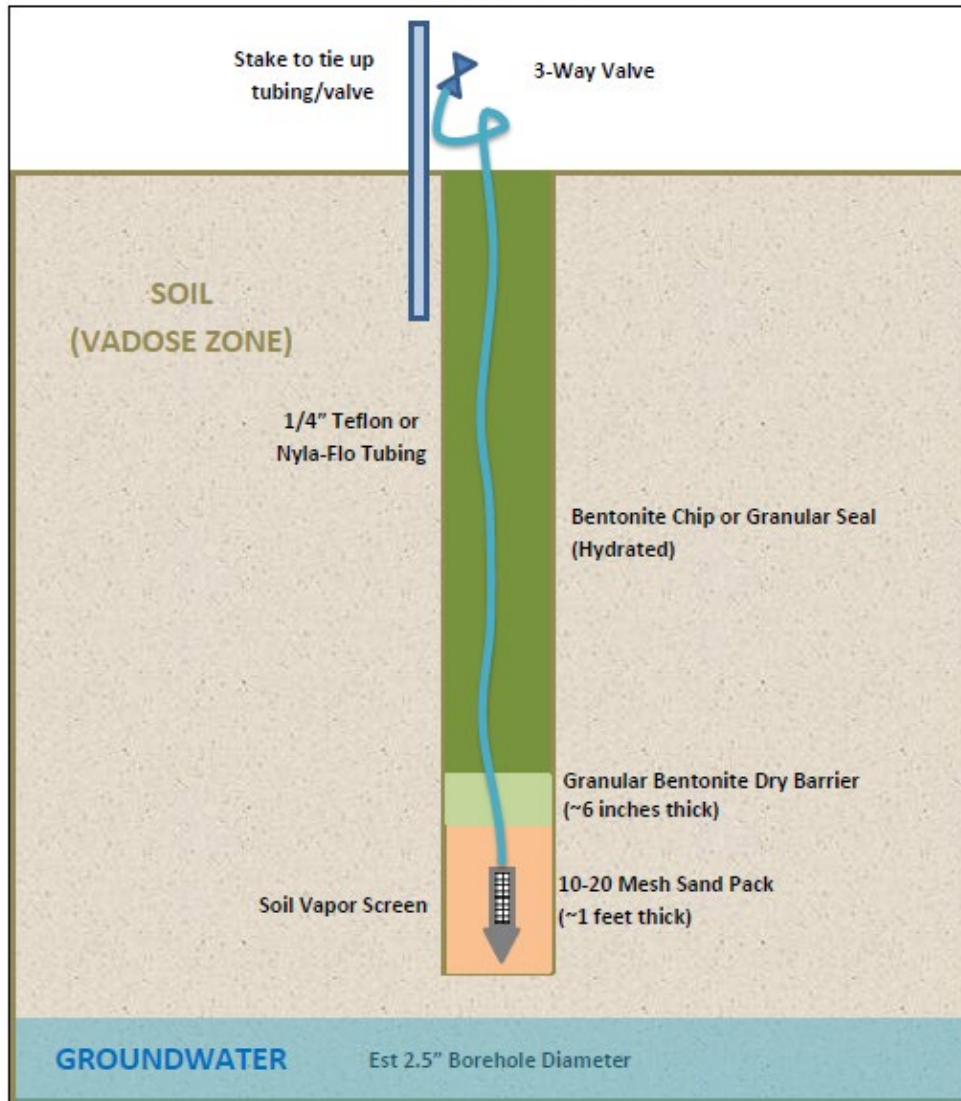 Stake to tie up
tubing/valve
3-Way Valve
SOIL
(VADOSE ZONE)
1/4” Teflon or
Nyla-Flo Tubing
Bentonite Chip or Granular Seal
(Hydrated)
Granular Bentonite Dry Barrier
(~6 inches thick)
Soil Vapor Screen
10-20 Mesh Sand Pack
(~1 feet thick)
GROUNDWATER
Est 2.5” Borehole Diameter